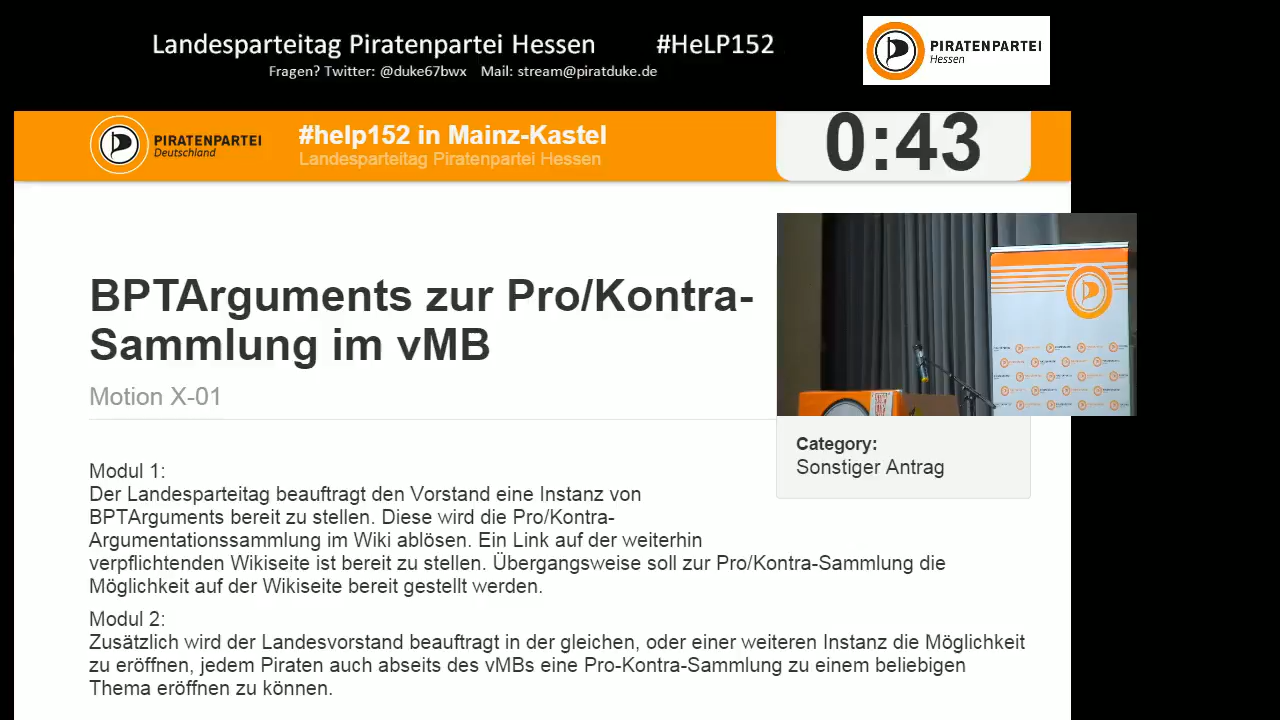 Landesparteitag Piratenpartei Hessen #HeLP152
Fragen? Twitter: @duke67bwx Mail: stream@piratduke.de
PIRATENPARTEI
Hessen
PIRATENPARTEI
Deutschland
#help152 in Mainz-Kastel
Landesparteitag Piratenpartei Hessen
0:43
BPTArguments zur Pro/Kontra-
Sammlung im vMB
Motion X-01
Category:
Sonstiger Antrag
Modul 1:
Der Landesparteitag beauftragt den Vorstand eine Instanz von
BPTArguments bereit zu stellen. Diese wird die Pro/Kontra-
Argumentationssammlung im Wiki ablösen. Ein Link auf der weiterhin
verpflichtenden Wikiseite ist bereit zu stellen. Übergangsweise soll zur Pro/Kontra-Sammlung die
Möglichkeit auf der Wikiseite bereit gestellt werden.
Modul 2:
Zusätzlich wird der Landesvorstand beauftragt in der gleichen, oder einer weiteren Instanz die Möglichkeit
zu eröffnen, jedem Piraten auch abseits des vMBs eine Pro-Kontra-Sammlung zu einem beliebigen
Thema eröffnen zu können.